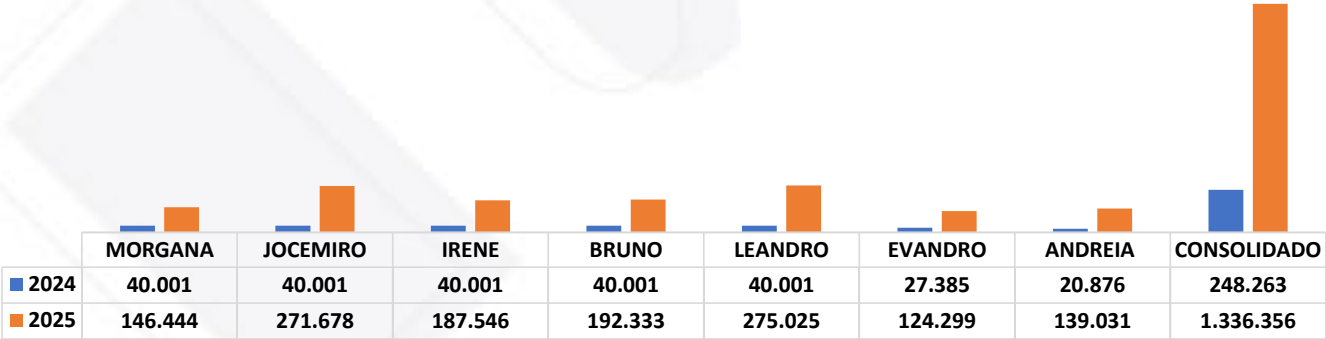 MORGANA JOCEMIRO IRENE BRUNO LEANDRO EVANDRO ANDREIA CONSOLIDADO
2024 40.001 40.001 40.001 40.001 40.001 27.385 20.876 248.263
2025 146.444 271.678 187.546 192.333 275.025 124.299 139.031 1.336.356